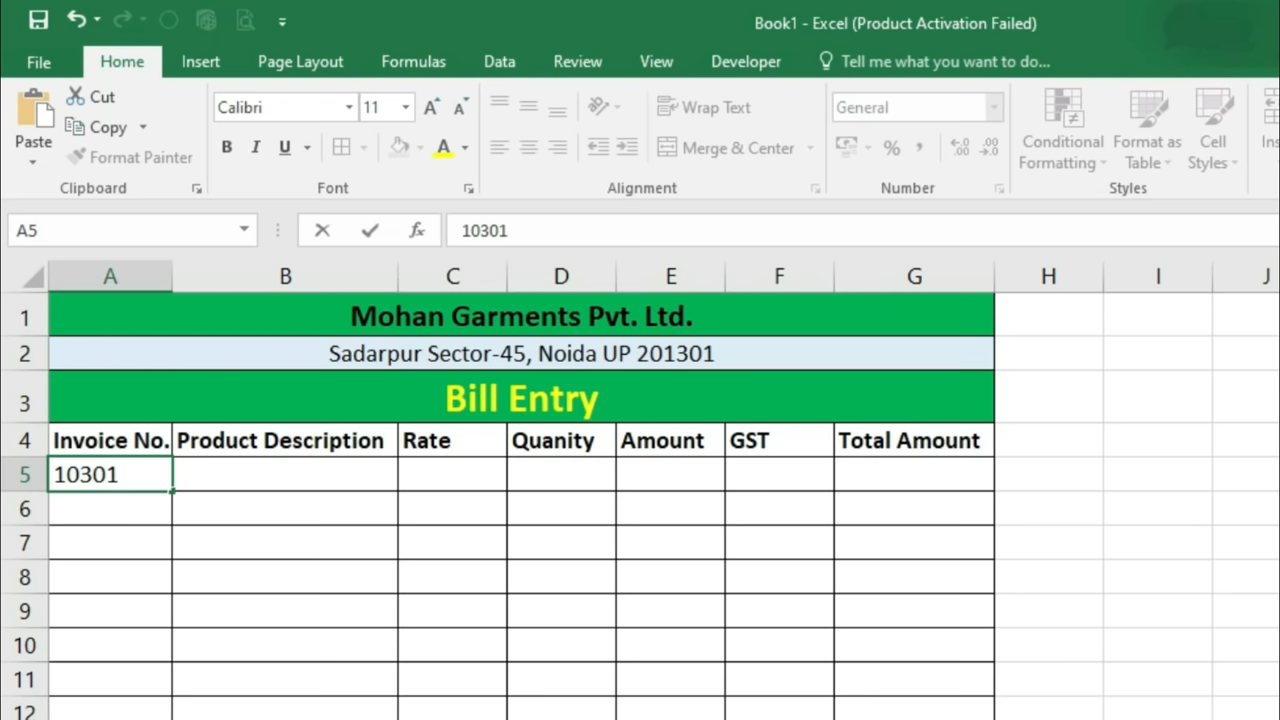 Book1 - Excel (Product Activation Failed)
File Home Insert Page Layout Formulas Data Review View Developer Tell me what you want to do...
Paste
Cut
Copy
Format Painter
Clipboard
Calibri 11
B I U A
Font
Wrap Text
Merge & Center
Alignment
General
%
Number
Conditional Formatting
Format as Table
Cell Styles
Styles
A5 fx 10301
A B C D E F G H I J
1 Mohan Garments Pvt. Ltd.
2 Sadarpur Sector-45, Noida UP 201301
3 Bill Entry
4 Invoice No. Product Description Rate Quanity Amount GST Total Amount
5 10301
6
7
8
9
10
11
12